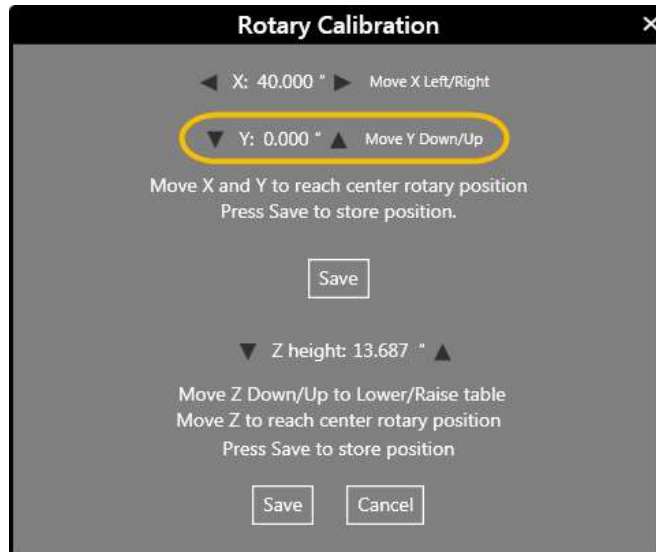 Rotary Calibration ×
◀ X: 40.000 " ▶ Move X Left/Right
▼ Y: 0.000 " ▲ Move Y Down/Up
Move X and Y to reach center rotary position
Press Save to store position.
Save
▼ Z height: 13.687 " ▲
Move Z Down/Up to Lower/Raise table
Move Z to reach center rotary position
Press Save to store position
Save Cancel